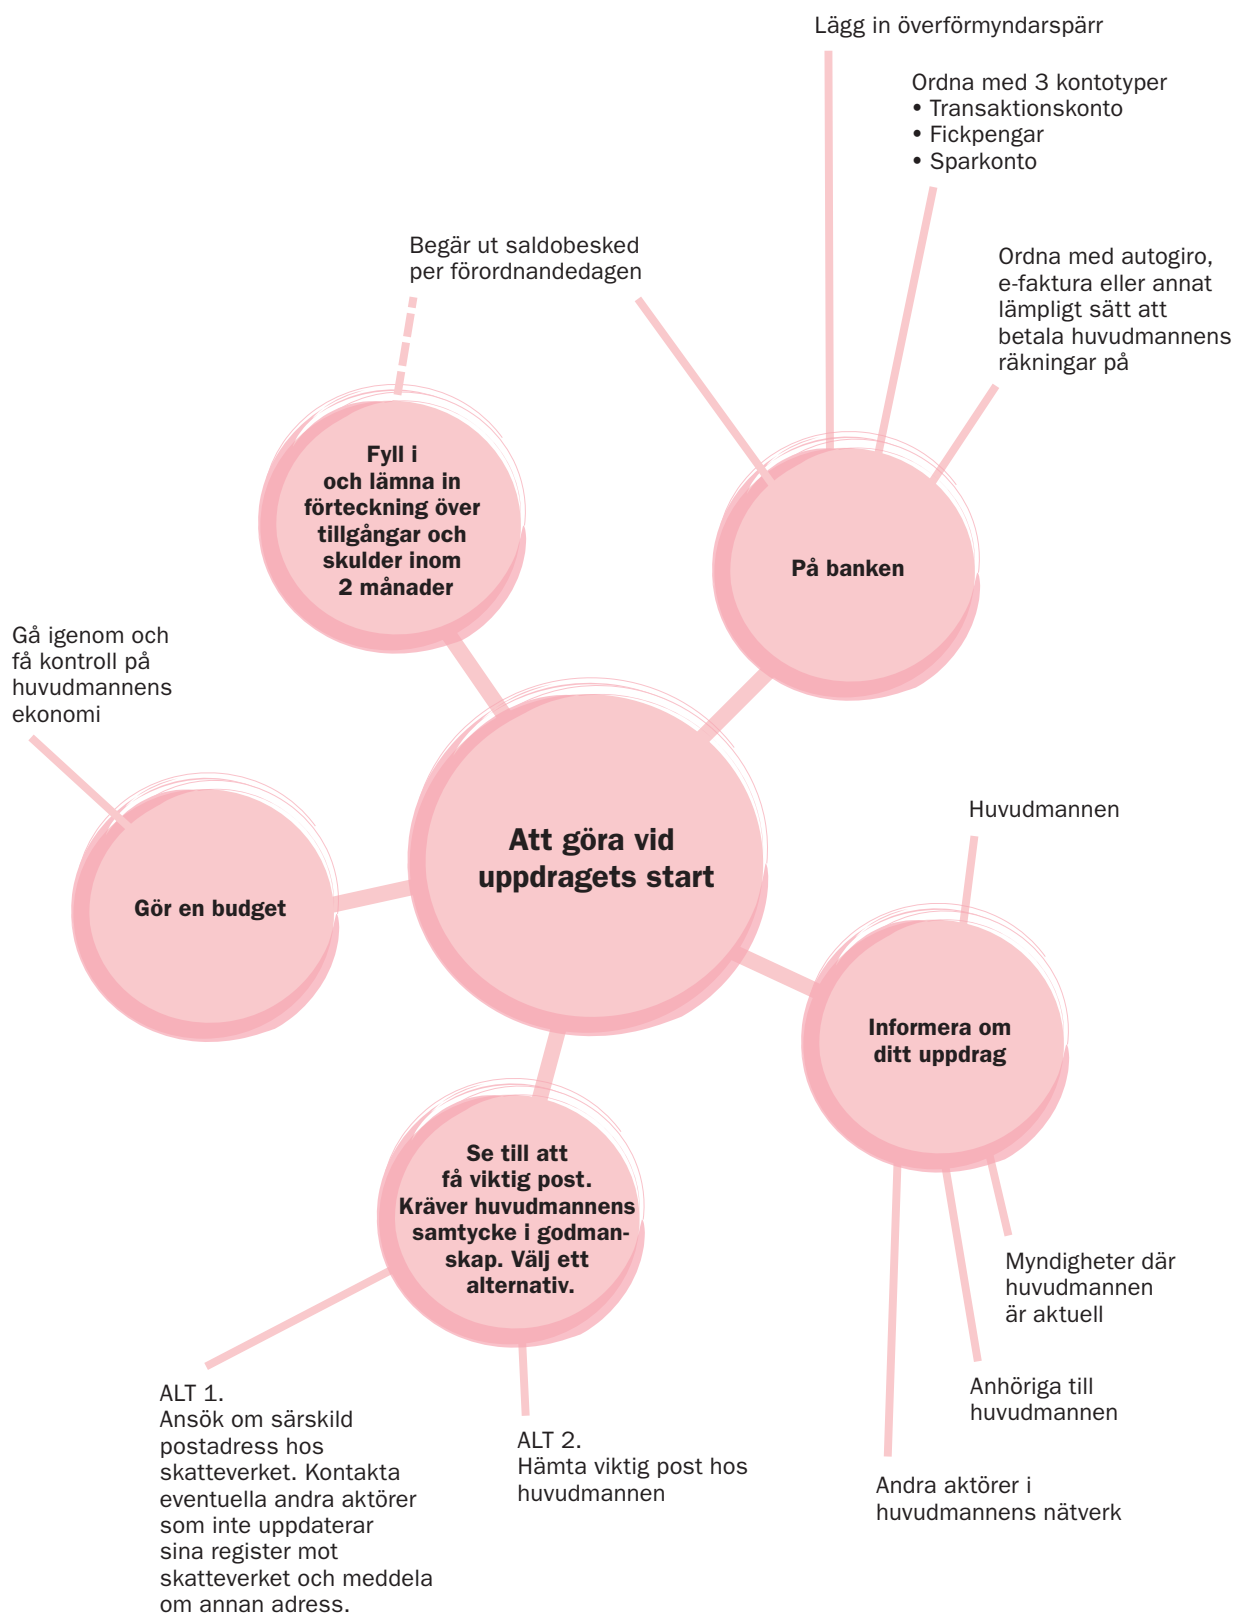 Lägg in överförmyndarspärr
Ordna med 3 kontotyper
• Transaktionskonto
• Fickpengar
• Sparkonto
Begär ut saldobesked
per förordnandedagen
Ordna med autogiro,
e-faktura eller annat
lämpligt sätt att
betala huvudmannens
räkningar på
Fyll i
och lämna in
förteckning över
tillgångar och
skulder inom
2 månader
På banken
Gå igenom och
få kontroll på
huvudmannens
ekonomi
Att göra vid
uppdragets start
Gör en budget
Huvudmannen
Informera om
ditt uppdrag
Se till att
få viktig post.
Kräver huvudmannens
samtycke i godman-
skap. Välj ett
alternativ.
Myndigheter där
huvudmannen
är aktuell
Anhöriga till
huvudmannen
Andra aktörer i
huvudmannens nätverk
ALT 1.
Ansök om särskild
postadress hos
skatteverket. Kontakta
eventuella andra aktörer
som inte uppdaterar
sina register mot
skatteverket och meddela
om annan adress.
ALT 2.
Hämta viktig post hos
huvudmannen